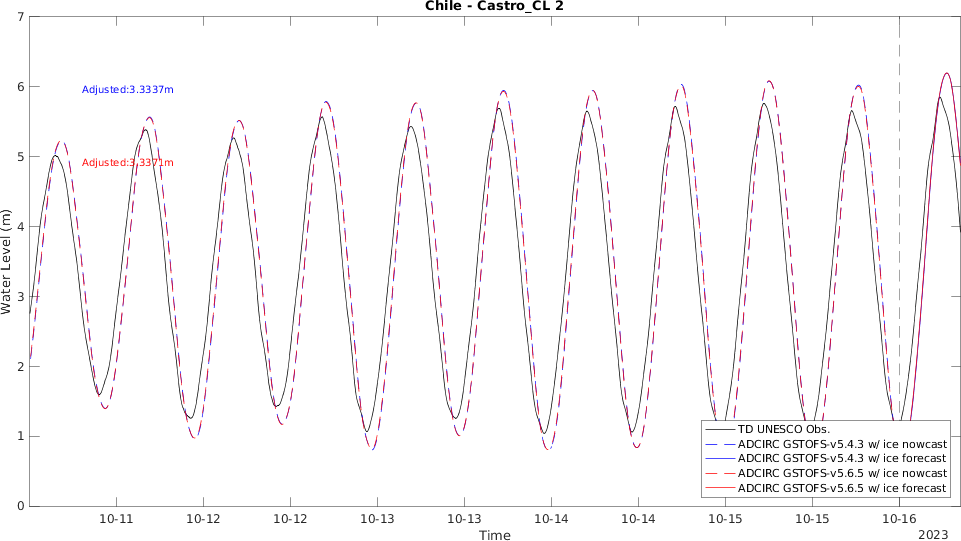 Chile - Castro_CL 2
7
6
5
4
3
2
1
0
Water Level (m)
Adjusted:3.3337m
Adjusted:3.3371m
TD UNESCO Obs.
ADCIRC GSTOFS-v5.4.3 w/ ice nowcast
ADCIRC GSTOFS-v5.4.3 w/ ice forecast
ADCIRC GSTOFS-v5.6.5 w/ ice nowcast
ADCIRC GSTOFS-v5.6.5 w/ ice forecast
10-11 10-12 10-12 10-13 10-13 10-14 10-14 10-15 10-15 10-16
Time
2023